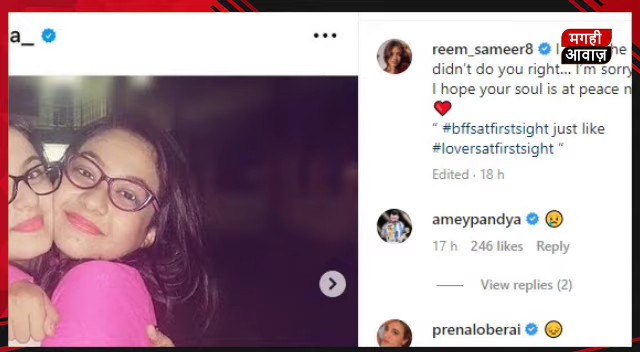 a_
reem_sameer8
मगही
आवाज़
didn't do you right... I'm sorry
I hope your soul is at peace
" #bffsatfirstsight just like
#loversatfirstsight "
Edited · 18 h
ameypandya
17 h 246 likes Reply
View replies (2)
prenaloberai